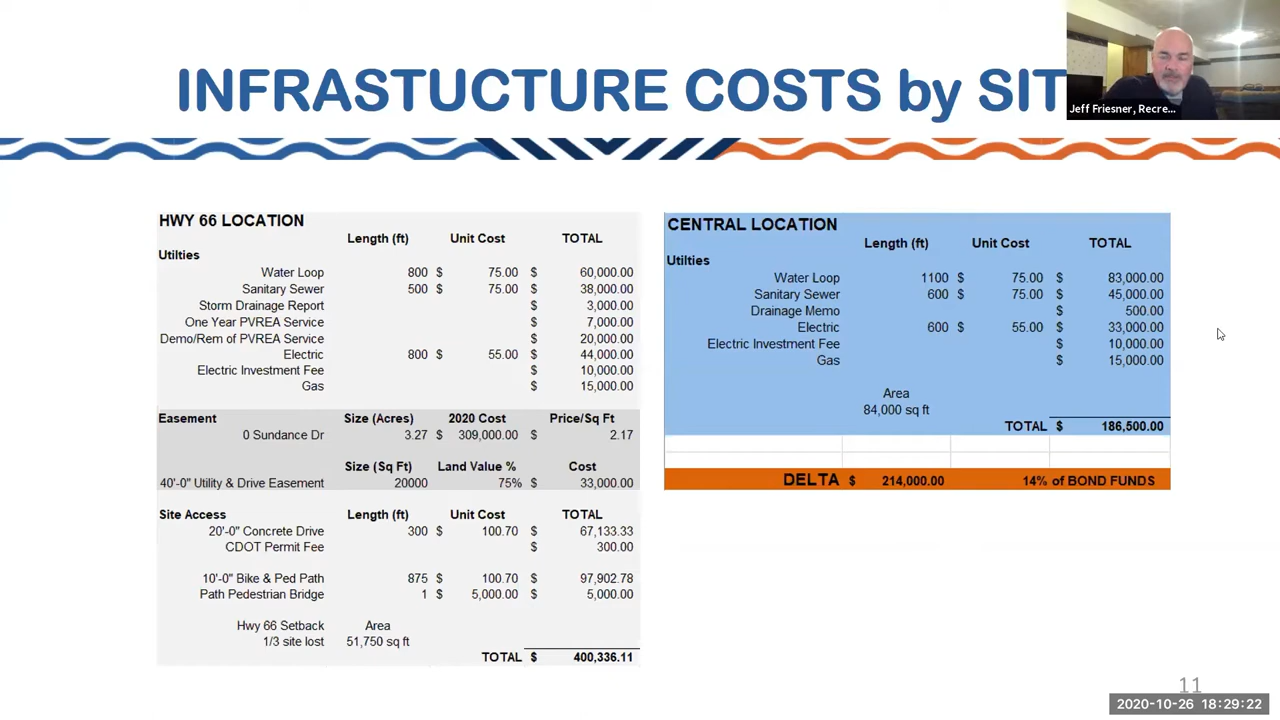 INFRASTUCTURE COSTS by SIT
Jeff Friesner, Recre...
HWY 66 LOCATION
Length (ft) Unit Cost TOTAL
Utilties
Water Loop 800 $ 75.00 $ 60,000.00
Sanitary Sewer 500 $ 75.00 $ 38,000.00
Storm Drainage Report $ 3,000.00
One Year PVREA Service $ 7,000.00
Demo/Rem of PVREA Service $ 20,000.00
Electric 800 $ 55.00 $ 44,000.00
Electric Investment Fee $ 10,000.00
Gas $ 15,000.00
Easement Size (Acres) 2020 Cost Price/Sq Ft
0 Sundance Dr 3.27 $ 309,000.00 $ 2.17
Size (Sq Ft) Land Value % Cost
40'-0" Utility & Drive Easement 20000 75% $ 33,000.00
Site Access Length (ft) Unit Cost TOTAL
20'-0" Concrete Drive 300 $ 100.70 $ 67,133.33
CDOT Permit Fee $ 300.00
10'-0" Bike & Ped Path 875 $ 100.70 $ 97,902.78
Path Pedestrian Bridge 1 $ 5,000.00 $ 5,000.00
Hwy 66 Setback Area
1/3 site lost 51,750 sq ft
TOTAL $ 400,336.11
CENTRAL LOCATION
Length (ft) Unit Cost TOTAL
Utilties
Water Loop 1100 $ 75.00 $ 83,000.00
Sanitary Sewer 600 $ 75.00 $ 45,000.00
Drainage Memo $ 500.00
Electric 600 $ 55.00 $ 33,000.00
Electric Investment Fee $ 10,000.00
Gas $ 15,000.00
Area
84,000 sq ft
TOTAL $ 186,500.00
DELTA $ 214,000.00 14% of BOND FUNDS
11
2020-10-26 18:29:22